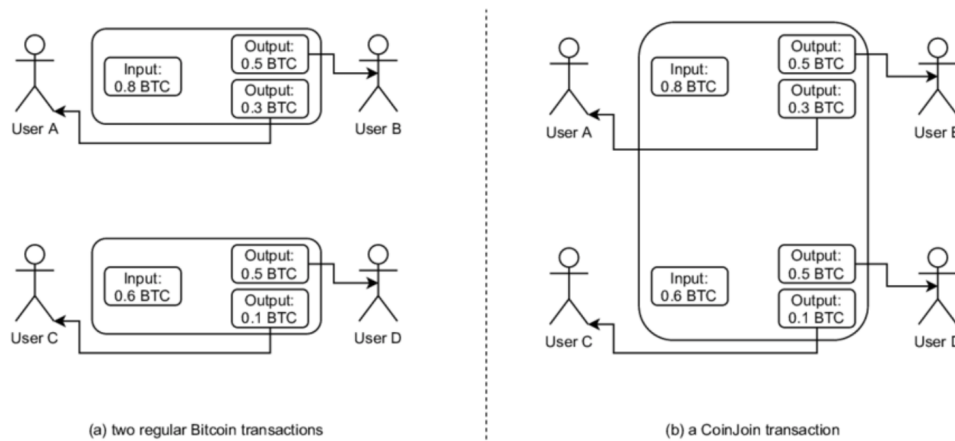 Input:
0.8 BTC
Output:
0.5 BTC
Output:
0.3 BTC
User A
User B
Input:
0.6 BTC
Output:
0.5 BTC
Output:
0.1 BTC
User C
User D
(a) two regular Bitcoin transactions
Input:
0.8 BTC
Output:
0.5 BTC
Output:
0.3 BTC
User A
User
Input:
0.6 BTC
Output:
0.5 BTC
Output:
0.1 BTC
User C
User
(b) a CoinJoin transaction